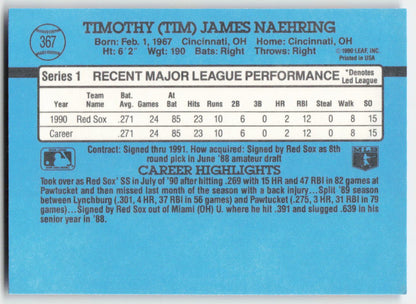 367
TIMOTHY (TIM) JAMES NAEHRING
Born: Feb. 1, 1967 Cincinnati, OH Home: Cincinnati, OH
Ht: 6' 2" Wgt: 190 Bats: Right Throws: Right
©1990 LEAF, INC.
Printed in USA
Series 1 RECENT MAJOR LEAGUE PERFORMANCE *Denotes Led League
Year Team Name Bat. Avg. Games At Bat Hits Runs 2B 3B HR RBI Steal Walk SO
1990 Red Sox .271 24 85 23 10 6 0 2 12 0 8 15
Career .271 24 85 23 10 6 0 2 12 0 8 15
Contract: Signed thru 1991. How acquired: Signed by Red Sox as 8th
round pick in June '88 amateur draft
CAREER HIGHLIGHTS
Took over as Red Sox' SS in July of '90 after hitting .269 with 15 HR and 47 RBI in 82 games at
Pawtucket and then missed last month of the season with a back injury...Split '89 season
between Lynchburg (.301, 4 HR, 37 RBI in 56 games) and Pawtucket (.275, 3 HR, 31 RBI in 79
games)...Signed by Red Sox out of Miami (OH) U. where he hit .391 and slugged .639 in his
senior year in '88.